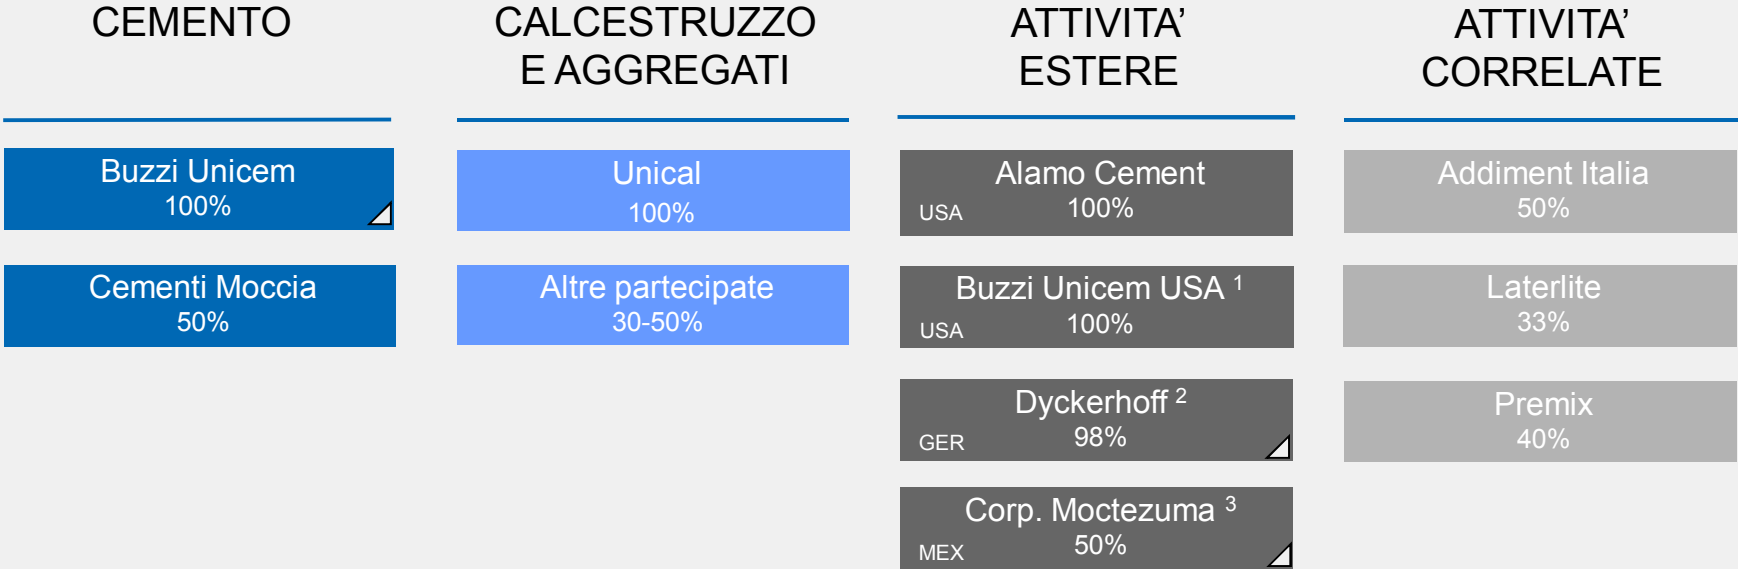 CEMENTO
Buzzi Unicem
100%
Cementi Moccia
50%
CALCESTRUZZO
E AGGREGATI
Unical
100%
Altre partecipate
30-50%
ATTIVITA’
ESTERE
Alamo Cement
USA 100%
Buzzi Unicem USA 1
USA 100%
Dyckerhoff 2
GER 98%
Corp. Moctezuma 3
MEX 50%
ATTIVITA’
CORRELATE
Addiment Italia
50%
Laterlite
33%
Premix
40%